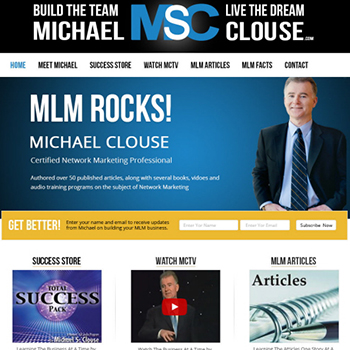 BUILD THE TEAM MSC LIVE THE DREAM
MICHAEL CLOUSE.com
HOME MEET MICHAEL SUCCESS STORE WATCH MCTV MLM ARTICLES MLM FACTS CONTACT
MLM ROCKS!
MICHAEL CLOUSE
Certified Network Marketing Professional
Authored over 50 published articles, along with several books, vidoes and
audio training programs on the subject of Network Marketing
GET BETTER!
Enter your name and email to receive updates
from Michael on building your MLM business.
Enter Your Name
Enter Your Email
Subscribe Now
SUCCESS STORE WATCH MCTV MLM ARTICLES
TOTAL
SUCCESS
PACK
Michael S. Clouse
Articles
Learning The Business At A Time by
Watch The Business At A Time by
Learning The Articles One Story At A